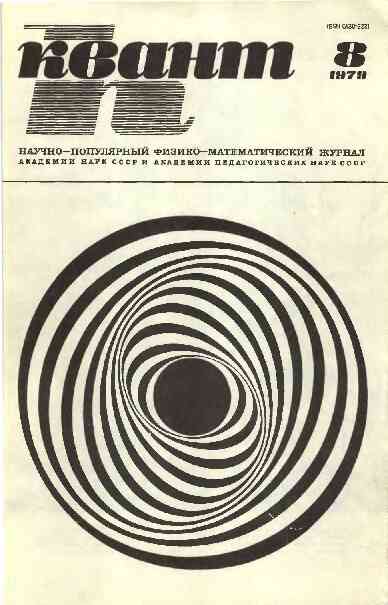 ISSN 0130-2221
квант
8
1979
НАУЧНО—ПОПУЛЯРНЫЙ ФИЗИКО—МАТЕМАТИЧЕСКИЙ ЖУРНАЛ
АКАДЕМИИ НАУК СССР И АКАДЕМИИ ПЕДАГОГИЧЕСКИХ НАУК СССР